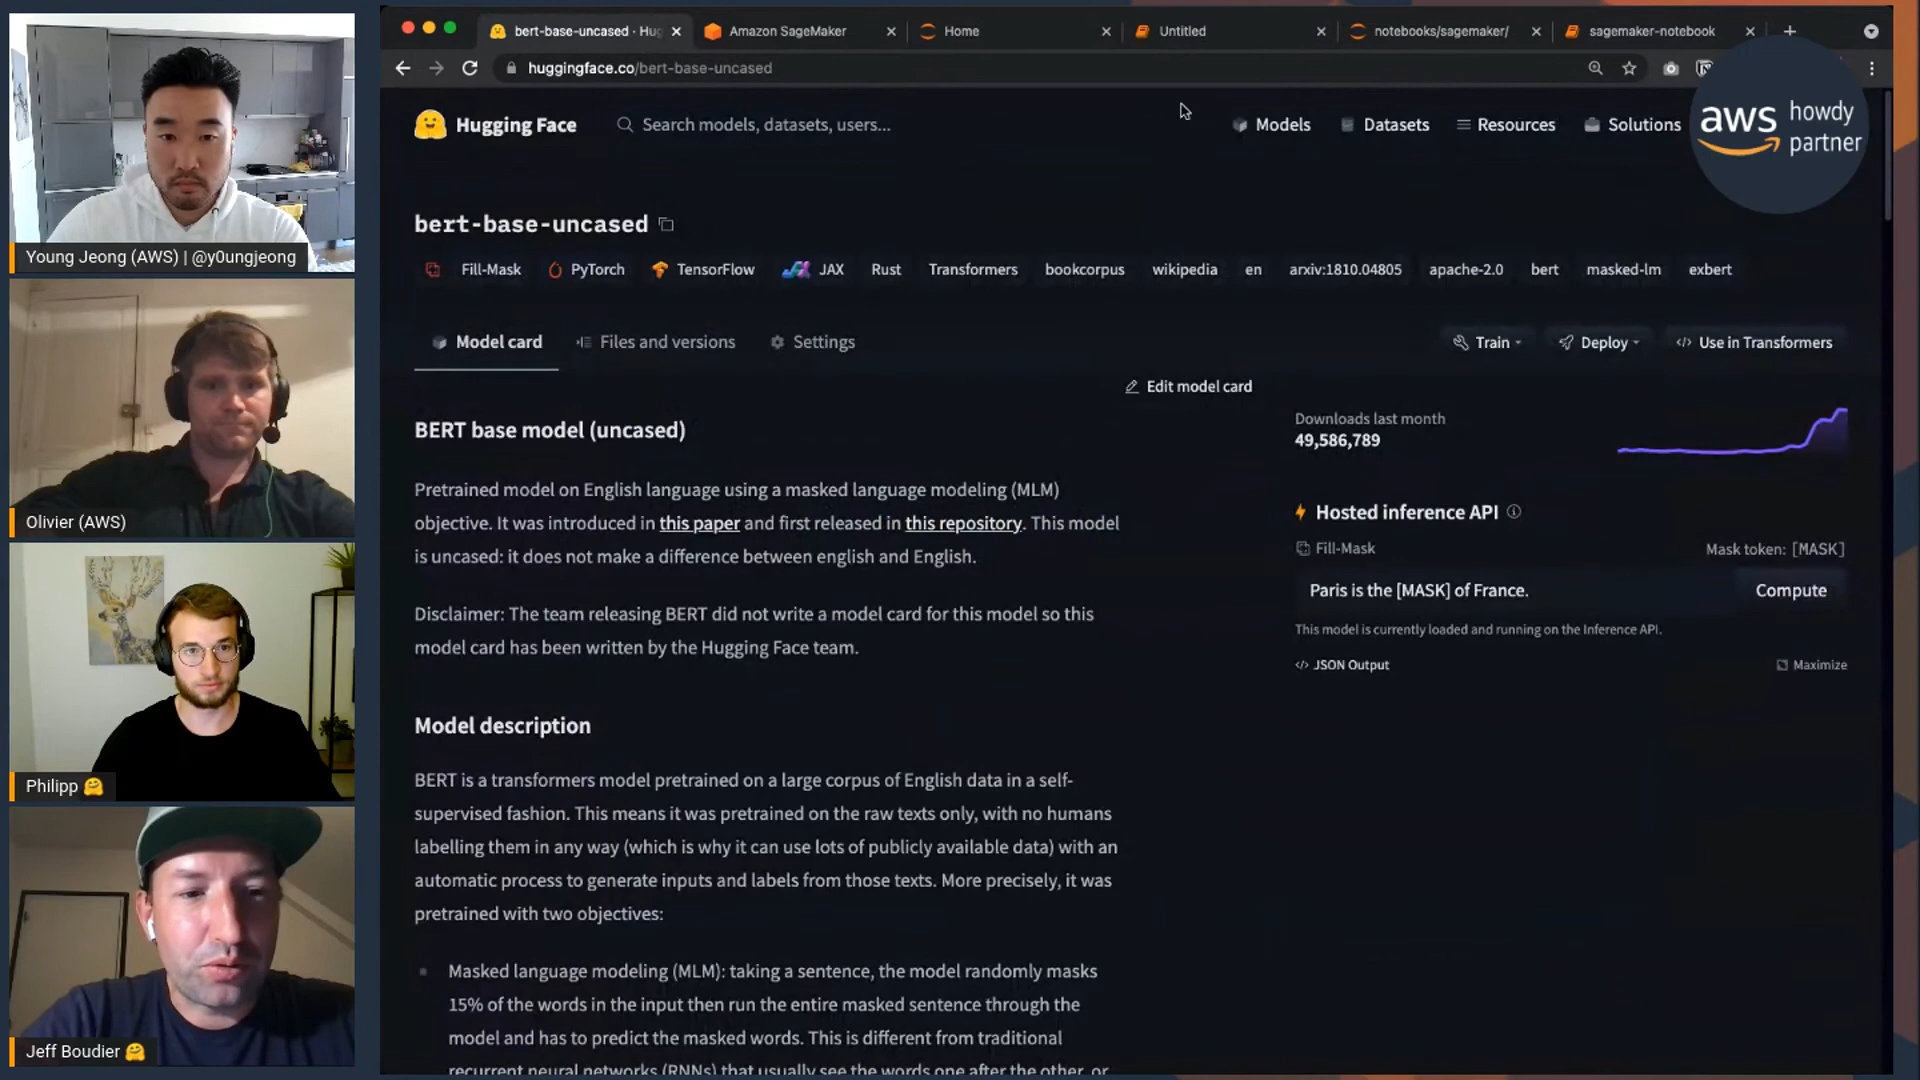 Young Jeong (AWS) | @y0ungjeong
Olivier (AWS)
Philipp 🤗
Jeff Boudier 🤗
bert-base-uncased · Hug
Amazon SageMaker
Home
Untitled
notebooks/sagemaker/
sagemaker-notebook
huggingface.co/bert-base-uncased
aws howdy partner
Hugging Face
Search models, datasets, users...
Models
Datasets
Resources
Solutions
bert-base-uncased
Fill-Mask PyTorch TensorFlow JAX Rust Transformers bookcorpus wikipedia en arxiv:1810.04805 apache-2.0 bert masked-lm exbert
Model card Files and versions Settings
Train Deploy </> Use in Transformers
Edit model card
BERT base model (uncased)
Pretrained model on English language using a masked language modeling (MLM)
objective. It was introduced in this paper and first released in this repository. This model
is uncased: it does not make a difference between english and English.
Disclaimer: The team releasing BERT did not write a model card for this model so this
model card has been written by the Hugging Face team.
Model description
BERT is a transformers model pretrained on a large corpus of English data in a self-
supervised fashion. This means it was pretrained on the raw texts only, with no humans
labelling them in any way (which is why it can use lots of publicly available data) with an
automatic process to generate inputs and labels from those texts. More precisely, it was
pretrained with two objectives:
Masked language modeling (MLM): taking a sentence, the model randomly masks
15% of the words in the input then run the entire masked sentence through the
model and has to predict the masked words. This is different from traditional
recurrent neural networks (RNNs) that usually see the words one after the other, or
Downloads last month
49,586,789
Hosted inference API
Fill-Mask
Mask token: [MASK]
Paris is the [MASK] of France.
Compute
This model is currently loaded and running on the Inference API.
</> JSON Output
Maximize